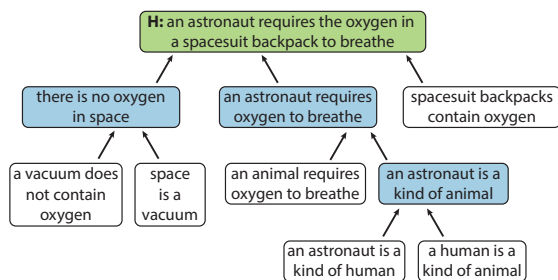 H: an astronaut requires the oxygen in
a spacesuit backpack to breathe
there is no oxygen
in space
an astronaut requires
oxygen to breathe
spacesuit backpacks
contain oxygen
a vacuum does
not contain
oxygen
space
is a
vacuum
an animal requires
oxygen to breathe
an astronaut is a
kind of animal
an astronaut is a
kind of human
a human is a
kind of animal